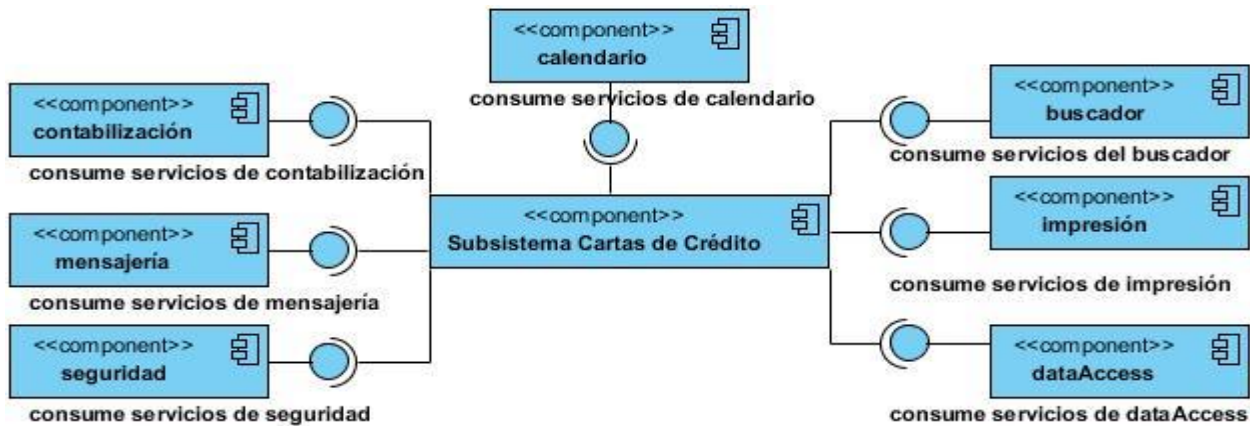 <<component>>
calendario
consume servicios de calendario
<<component>>
contabilización
consume servicios de contabilización
<<component>>
buscador
consume servicios del buscador
<<component>>
Subsistema Cartas de Crédito
<<component>>
mensajería
consume servicios de mensajería
<<component>>
impresión
consume servicios de impresión
<<component>>
seguridad
consume servicios de seguridad
<<component>>
dataAccess
consume servicios de dataAccess